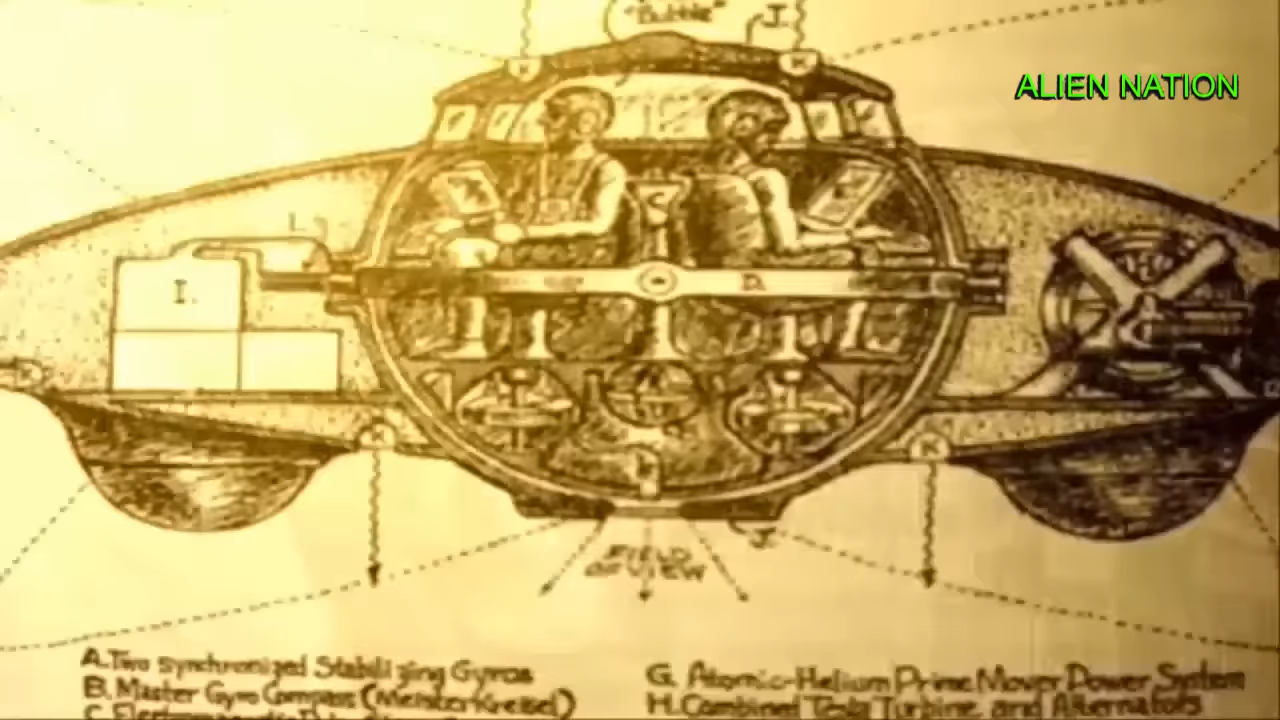 "Bubble"
J.
ALIEN NATION
K
K
C
L
I.
D.
K
K
J.
FIELD
OF VIEW
A. Two Synchronized Stabilizing Gyros
B. Master Gyro Compass (Meisterkreisel)
G. Atomic-Helium Prime Mover Power System
H. Combined Tesla Turbine and Alternators